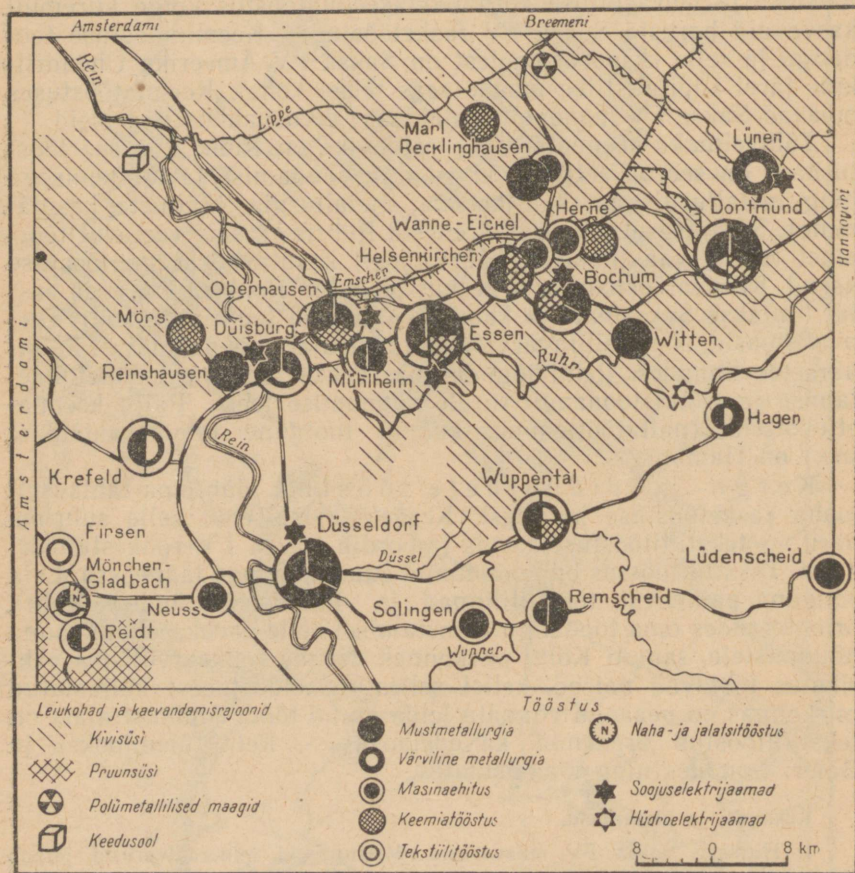 Amsterdami
Breemeni
Rein
Lippe
Marl
Recklinghausen
Lünen
Hannoveri
Wanne-Eickel
Herne
Dortmund
Helsenkirchen
Oberhausen
Emscher
Bochum
Mörs
Duisburg
Essen
Witten
Reinshausen
Mühlheim
Ruhr
Amsterdami
Rein
Hagen
Krefeld
Wuppertal
Firsen
Düsseldorf
Düssel
Lüdenscheid
Mönchen-
Gladbach
N
Neuss
Solingen
Remscheid
Reidt
Wupper
Leiukohad ja kaevandamisrajoonid
Kivisüsi
Pruunsüsi
Polümetallilised maagid
Keedusool
Tööstus
Mustmetallurgia
Värviline metallurgia
Masinaehitus
Keemiatööstus
Tekstiilitööstus
N
Naha- ja jalatsitööstus
Soojuselektrijaamad
Hüdroelektrijaamad
8 0 8 km